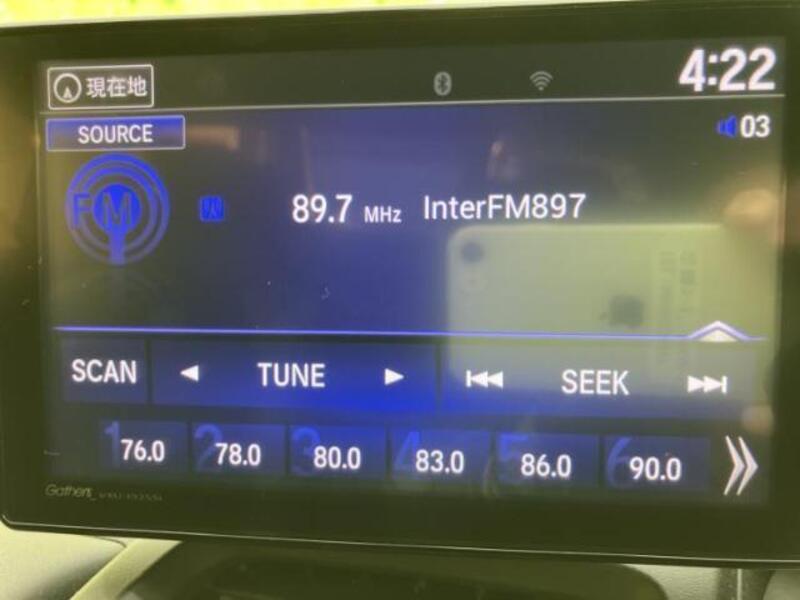 現在地
4:22
SOURCE
03
FM
89.7 MHz InterFM897
SCAN
TUNE
SEEK
1 76.0
2 78.0
3 80.0
4 83.0
5 86.0
6 90.0
Gathers